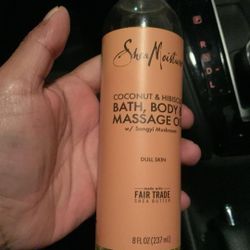 SheaMoisture
COCONUT & HIBISCUS
BATH, BODY &
MASSAGE OIL
w/ Songyi Mushroom
DULL SKIN
made with
FAIR TRADE
SHEA BUTTER
8 FL OZ (237 ml)
P
R
N
D
L